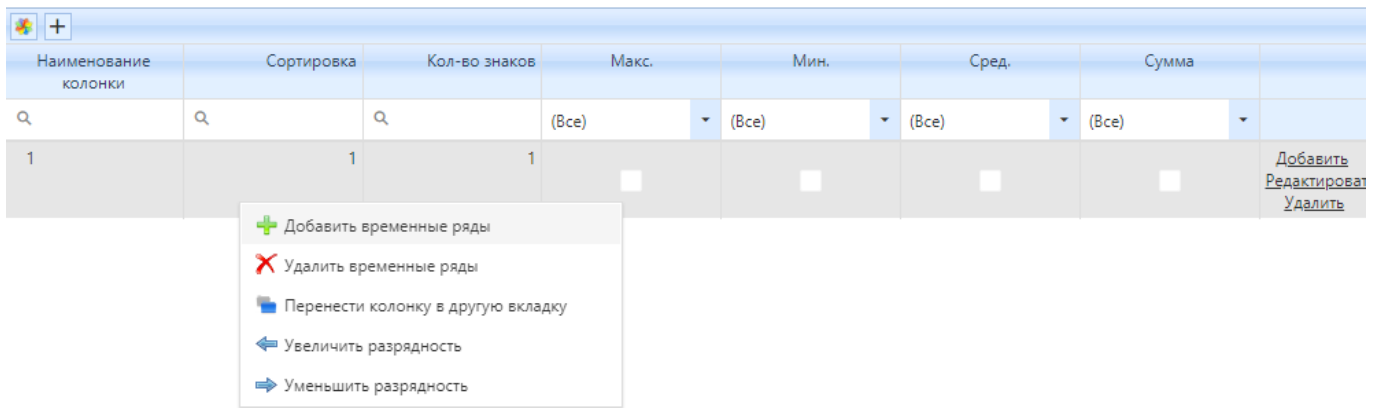 Наименование колонки Сортировка Кол-во знаков Макс. Мин. Сред. Сумма
(Все) (Все) (Все) (Все)
1 1 1 Добавить
Редактироват
Удалить
Добавить временные ряды
Удалить временные ряды
Перенести колонку в другую вкладку
Увеличить разрядность
Уменьшить разрядность